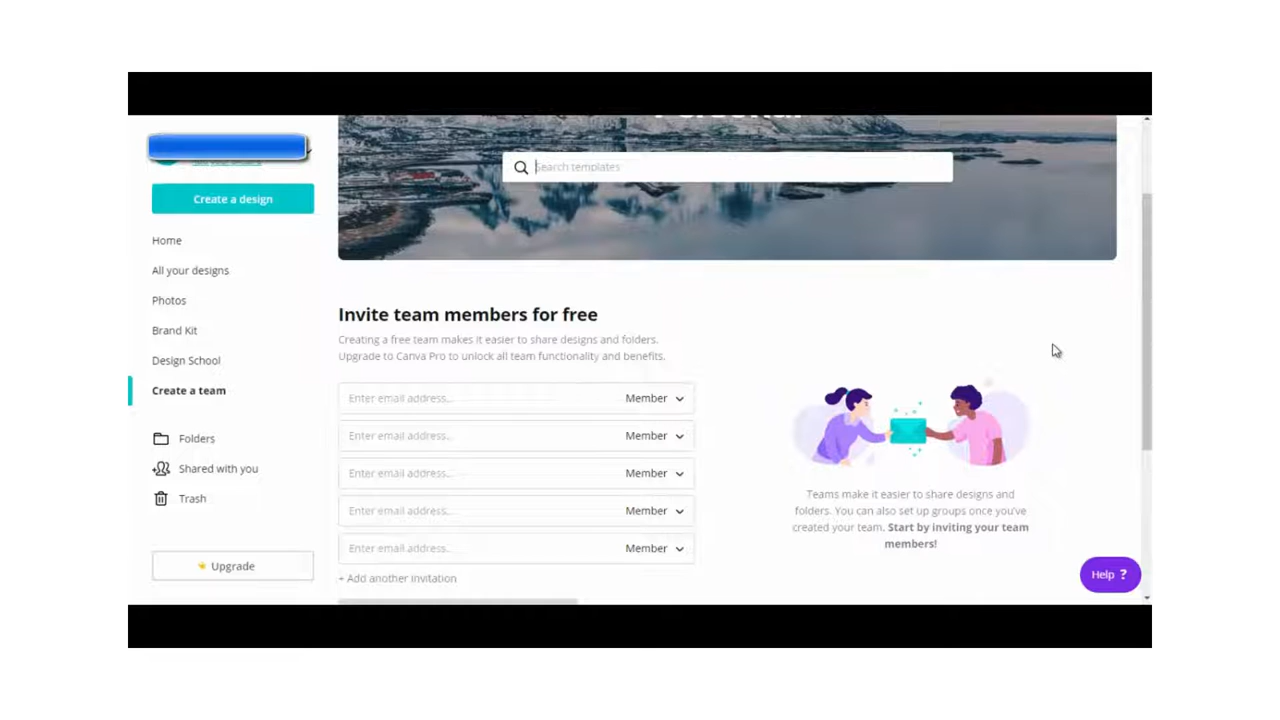 Create a design
Home
All your designs
Photos
Brand Kit
Design School
Create a team
Folders
Shared with you
Trash
Upgrade
Personal
Search templates
Invite team members for free
Creating a free team makes it easier to share designs and folders.
Upgrade to Canva Pro to unlock all team functionality and benefits.
Enter email address... Member
Enter email address... Member
Enter email address... Member
Enter email address... Member
Enter email address... Member
+ Add another invitation
Teams make it easier to share designs and
folders. You can also set up groups once you've
created your team. Start by inviting your team
members!
Help ?